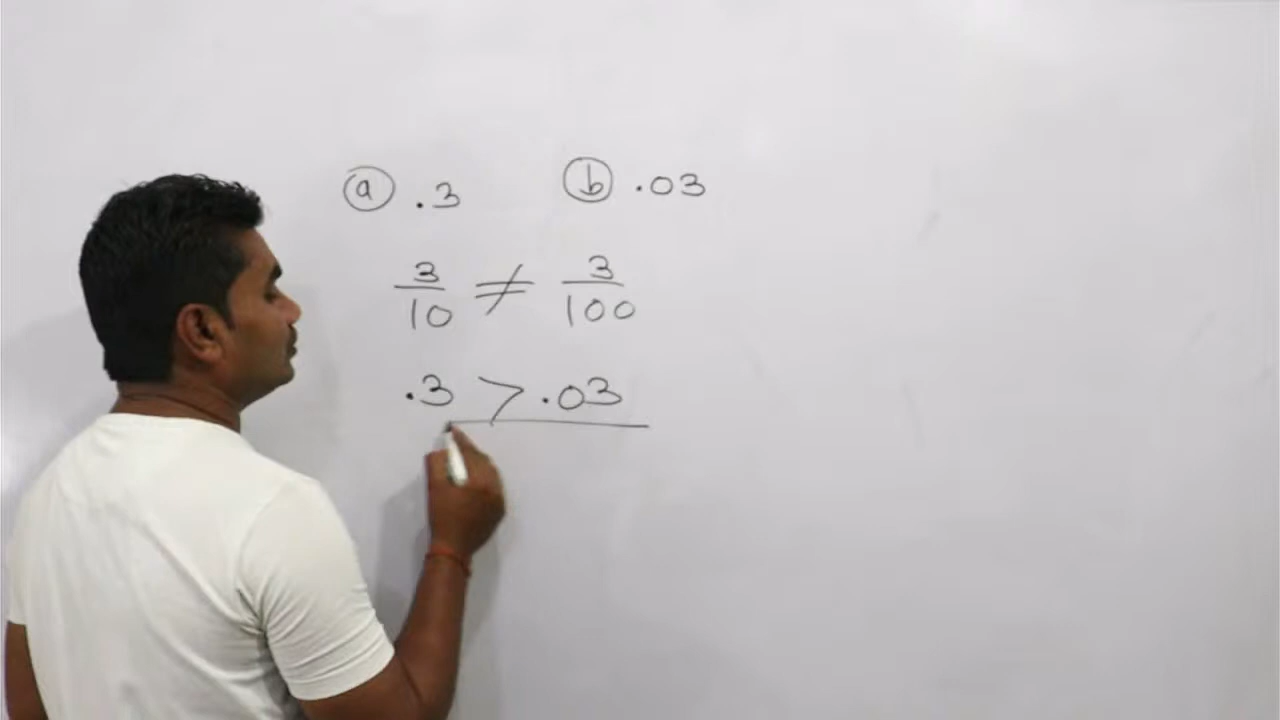 ⓐ .3 ⓑ .03
3/10 ≠ 3/100
.3 > .03